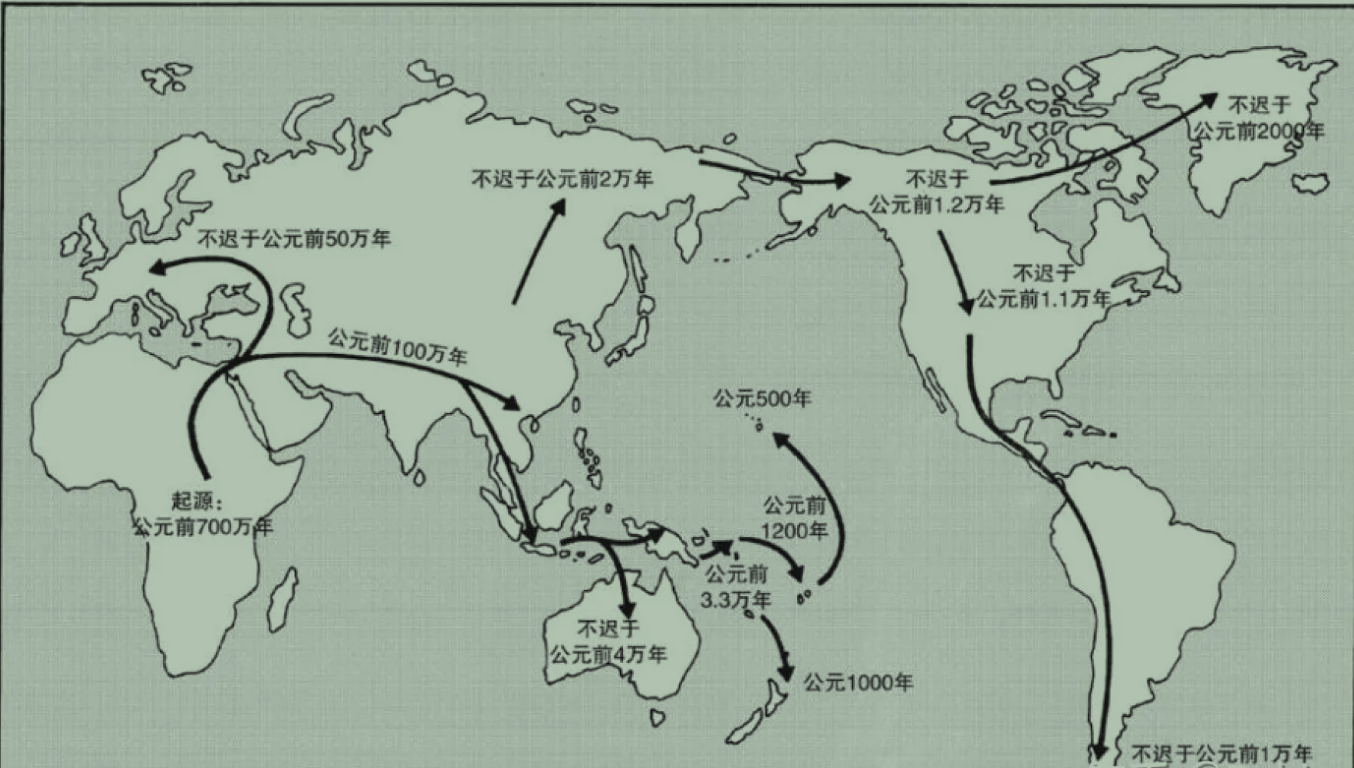 不迟于
公元前2000年
不迟于公元前2万年
不迟于
公元前1.2万年
不迟于公元前50万年
不迟于
公元前1.1万年
公元前100万年
公元500年
起源：
公元前700万年
公元前
1200年
公元前
3.3万年
不迟于
公元前4万年
公元1000年
不迟于公元前1万年